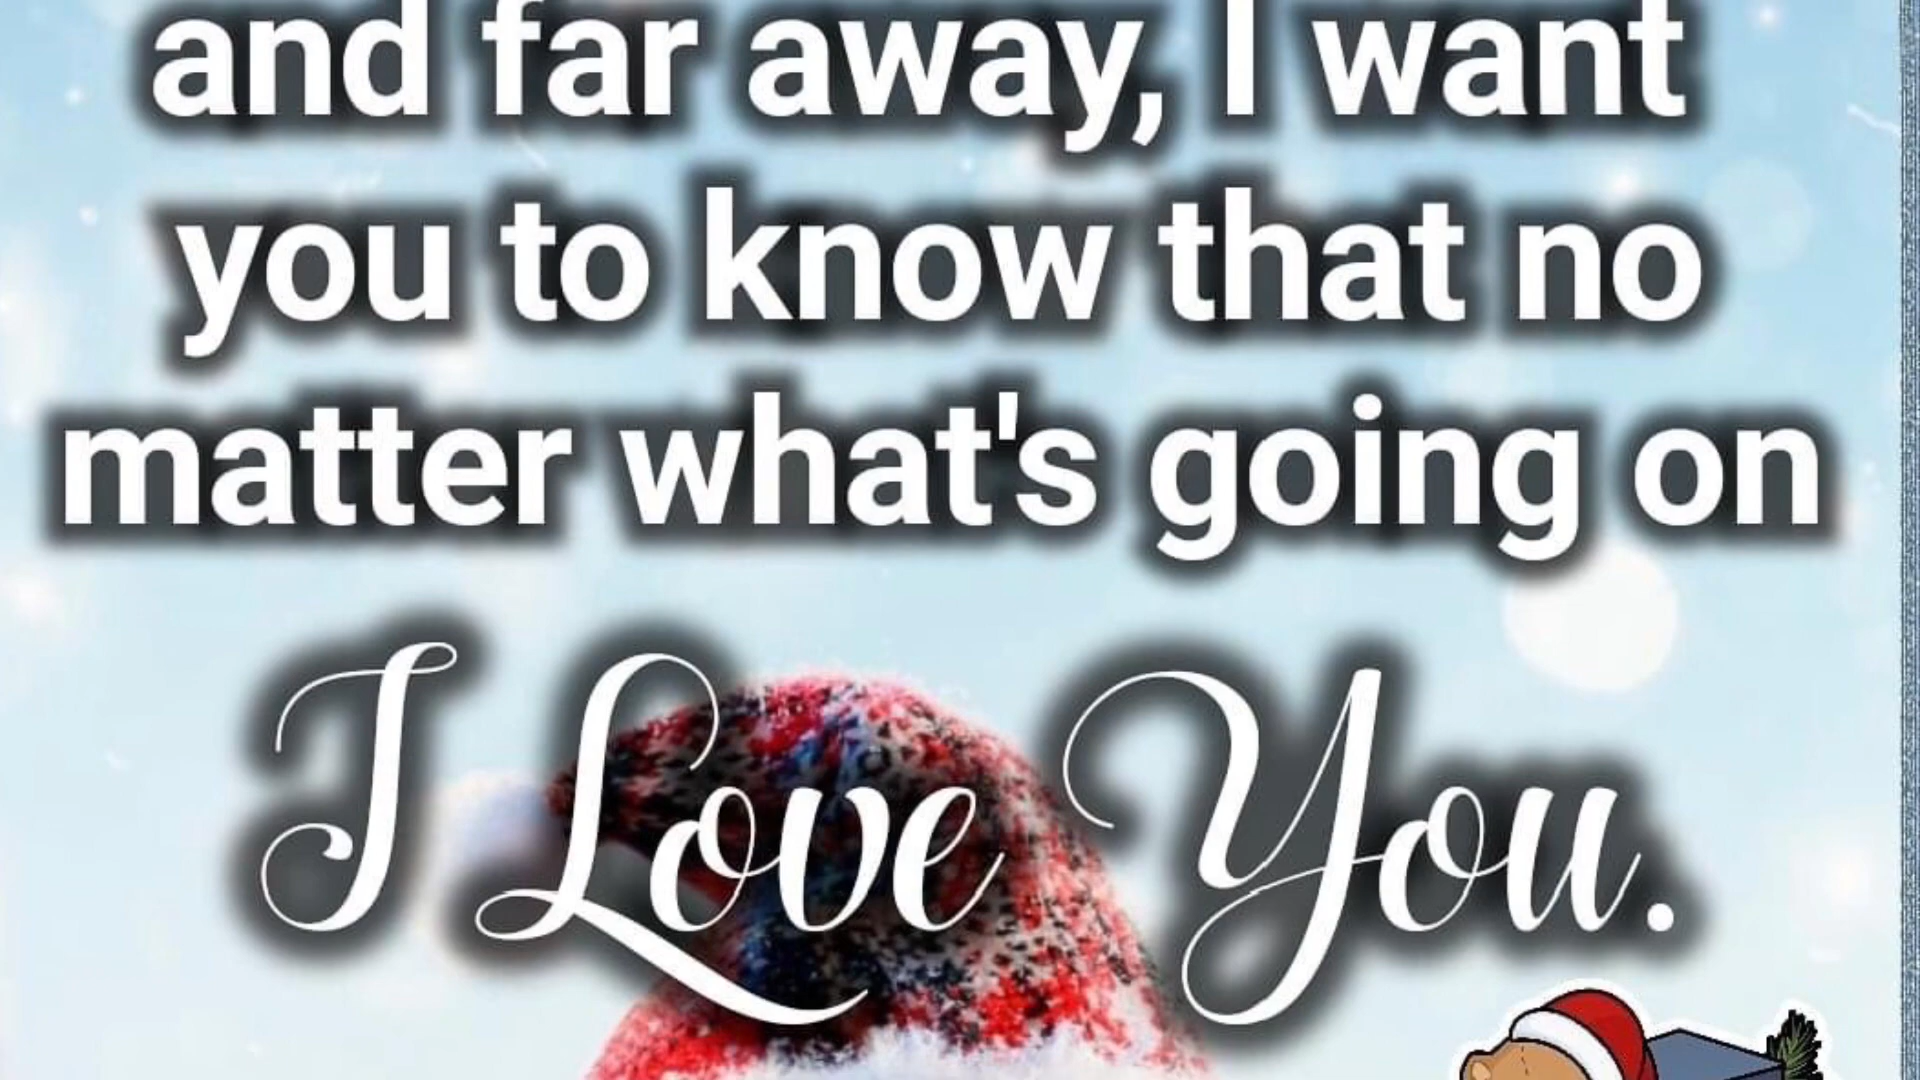 and far away, I want
you to know that no
matter what's going on
I Love You.